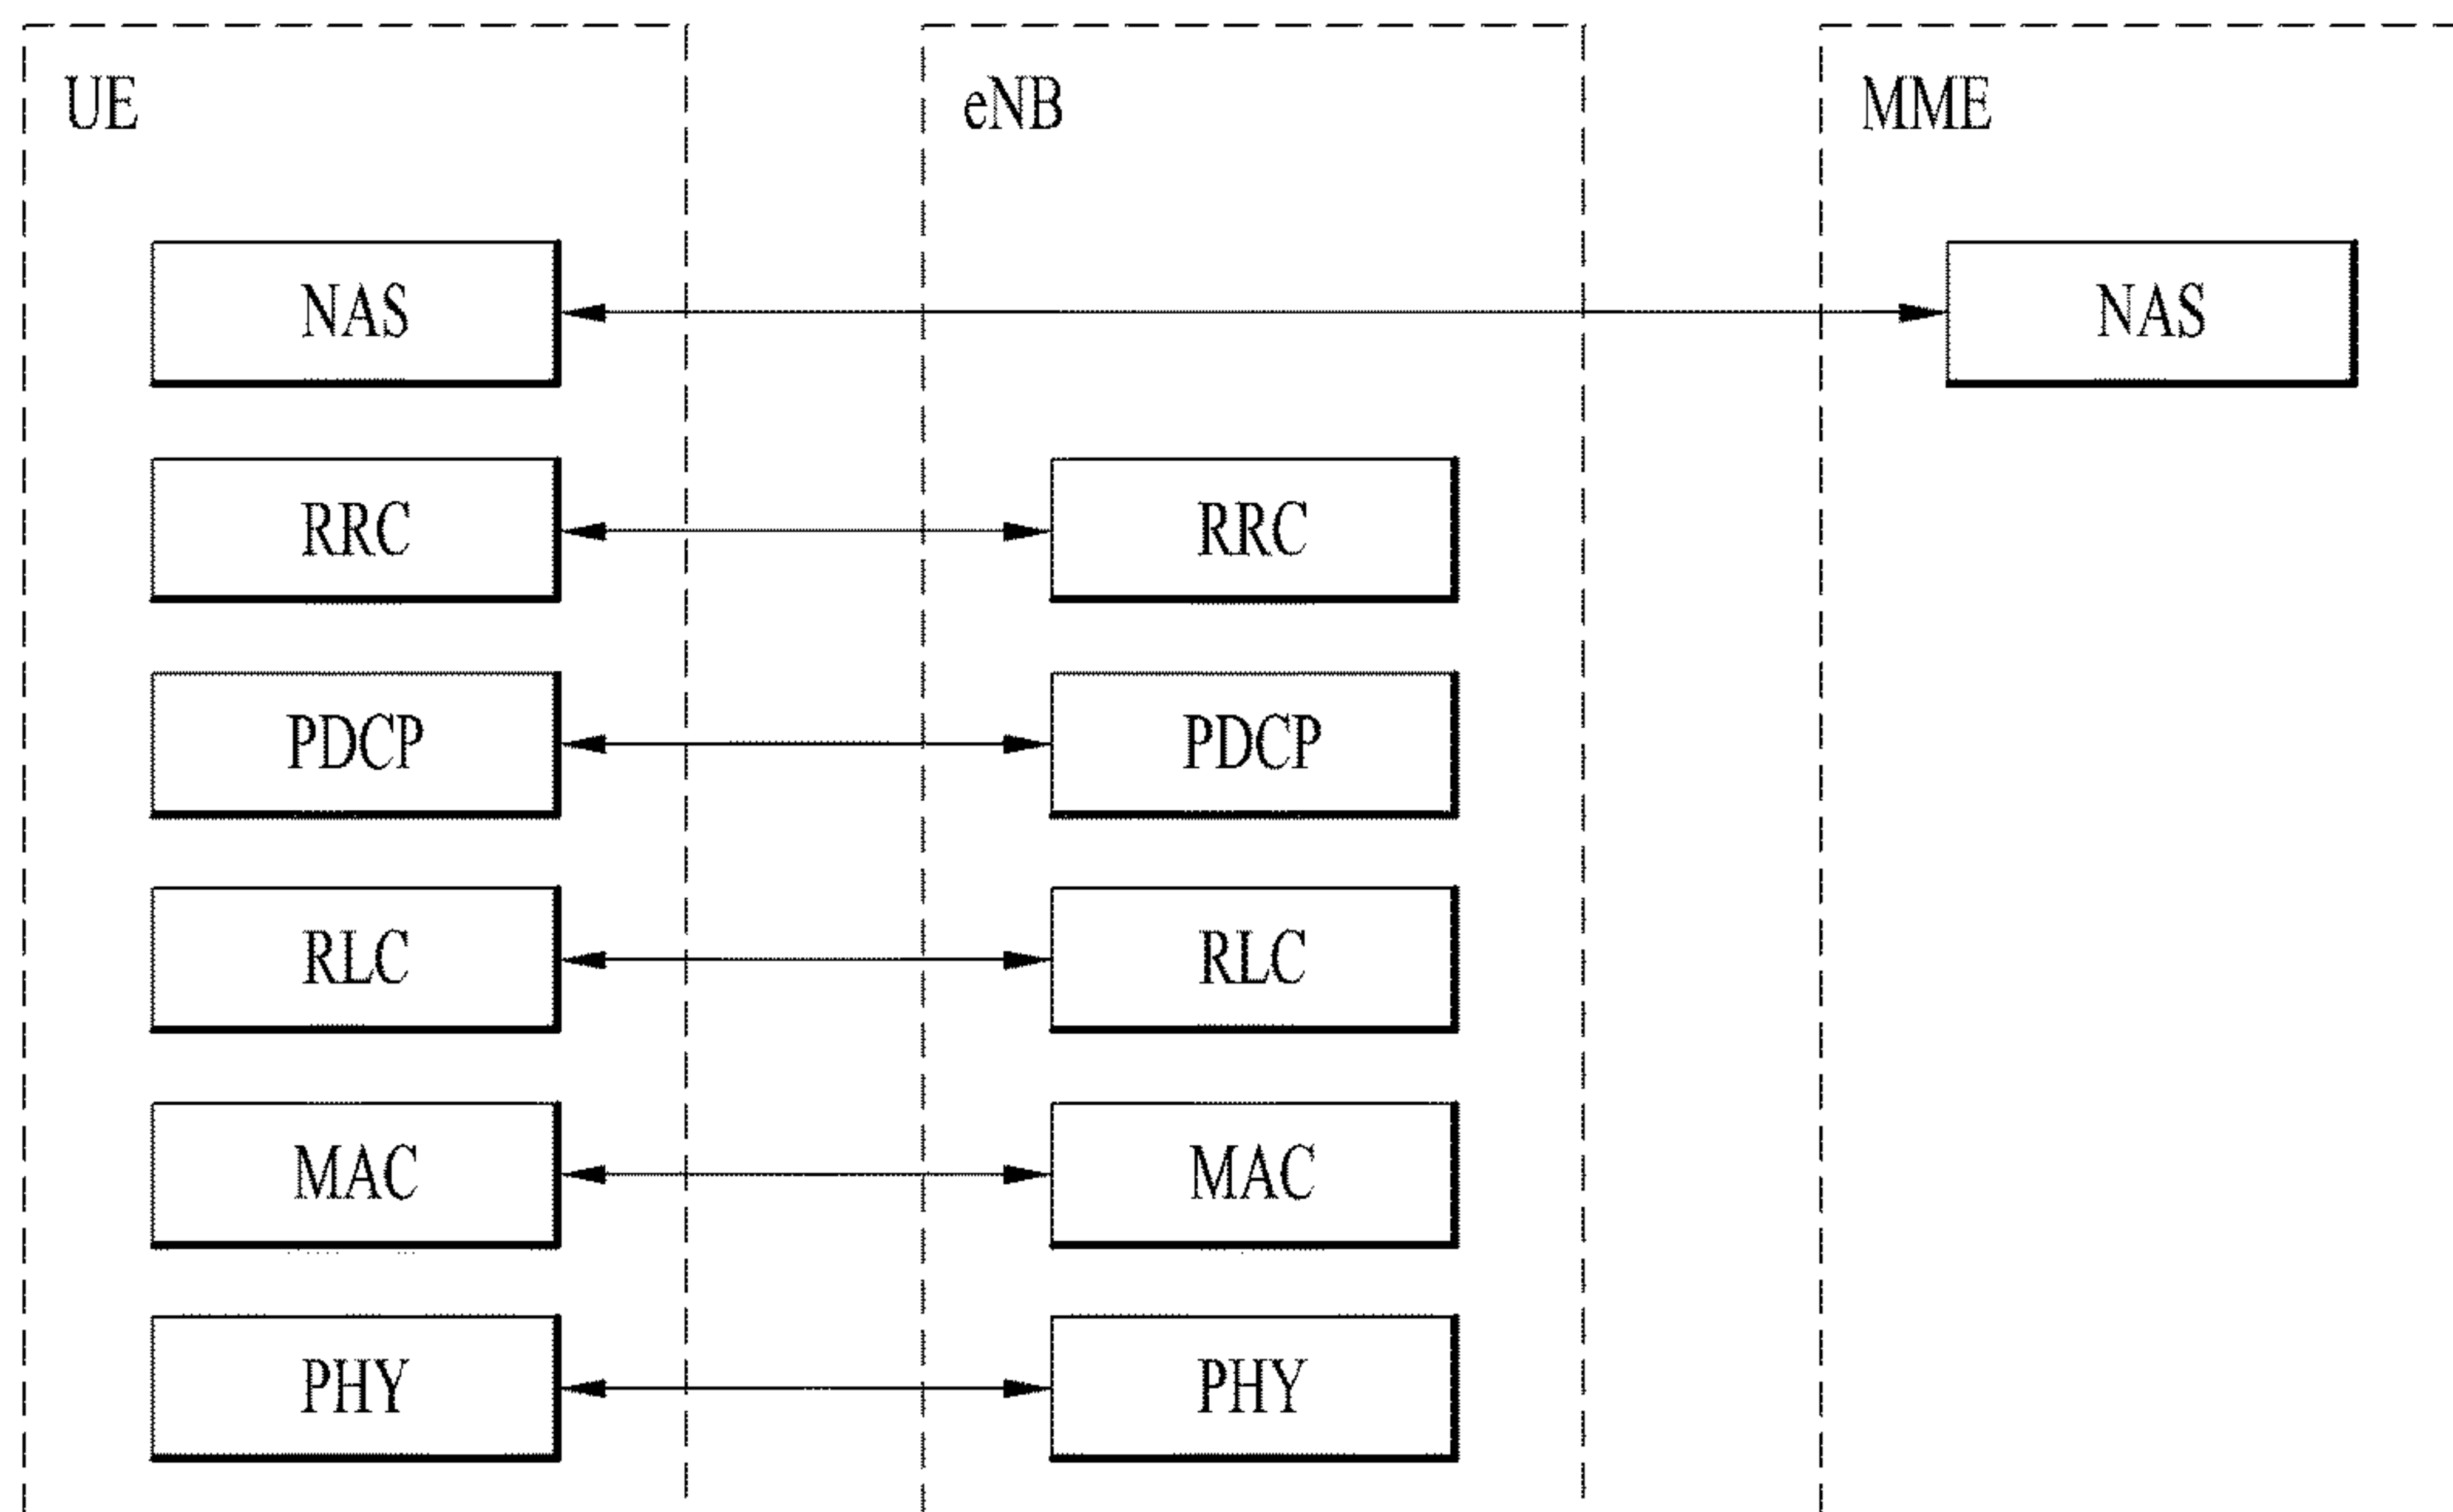 UE eNB MME
NAS NAS
RRC RRC
PDCP PDCP
RLC RLC
MAC MAC
PHY PHY